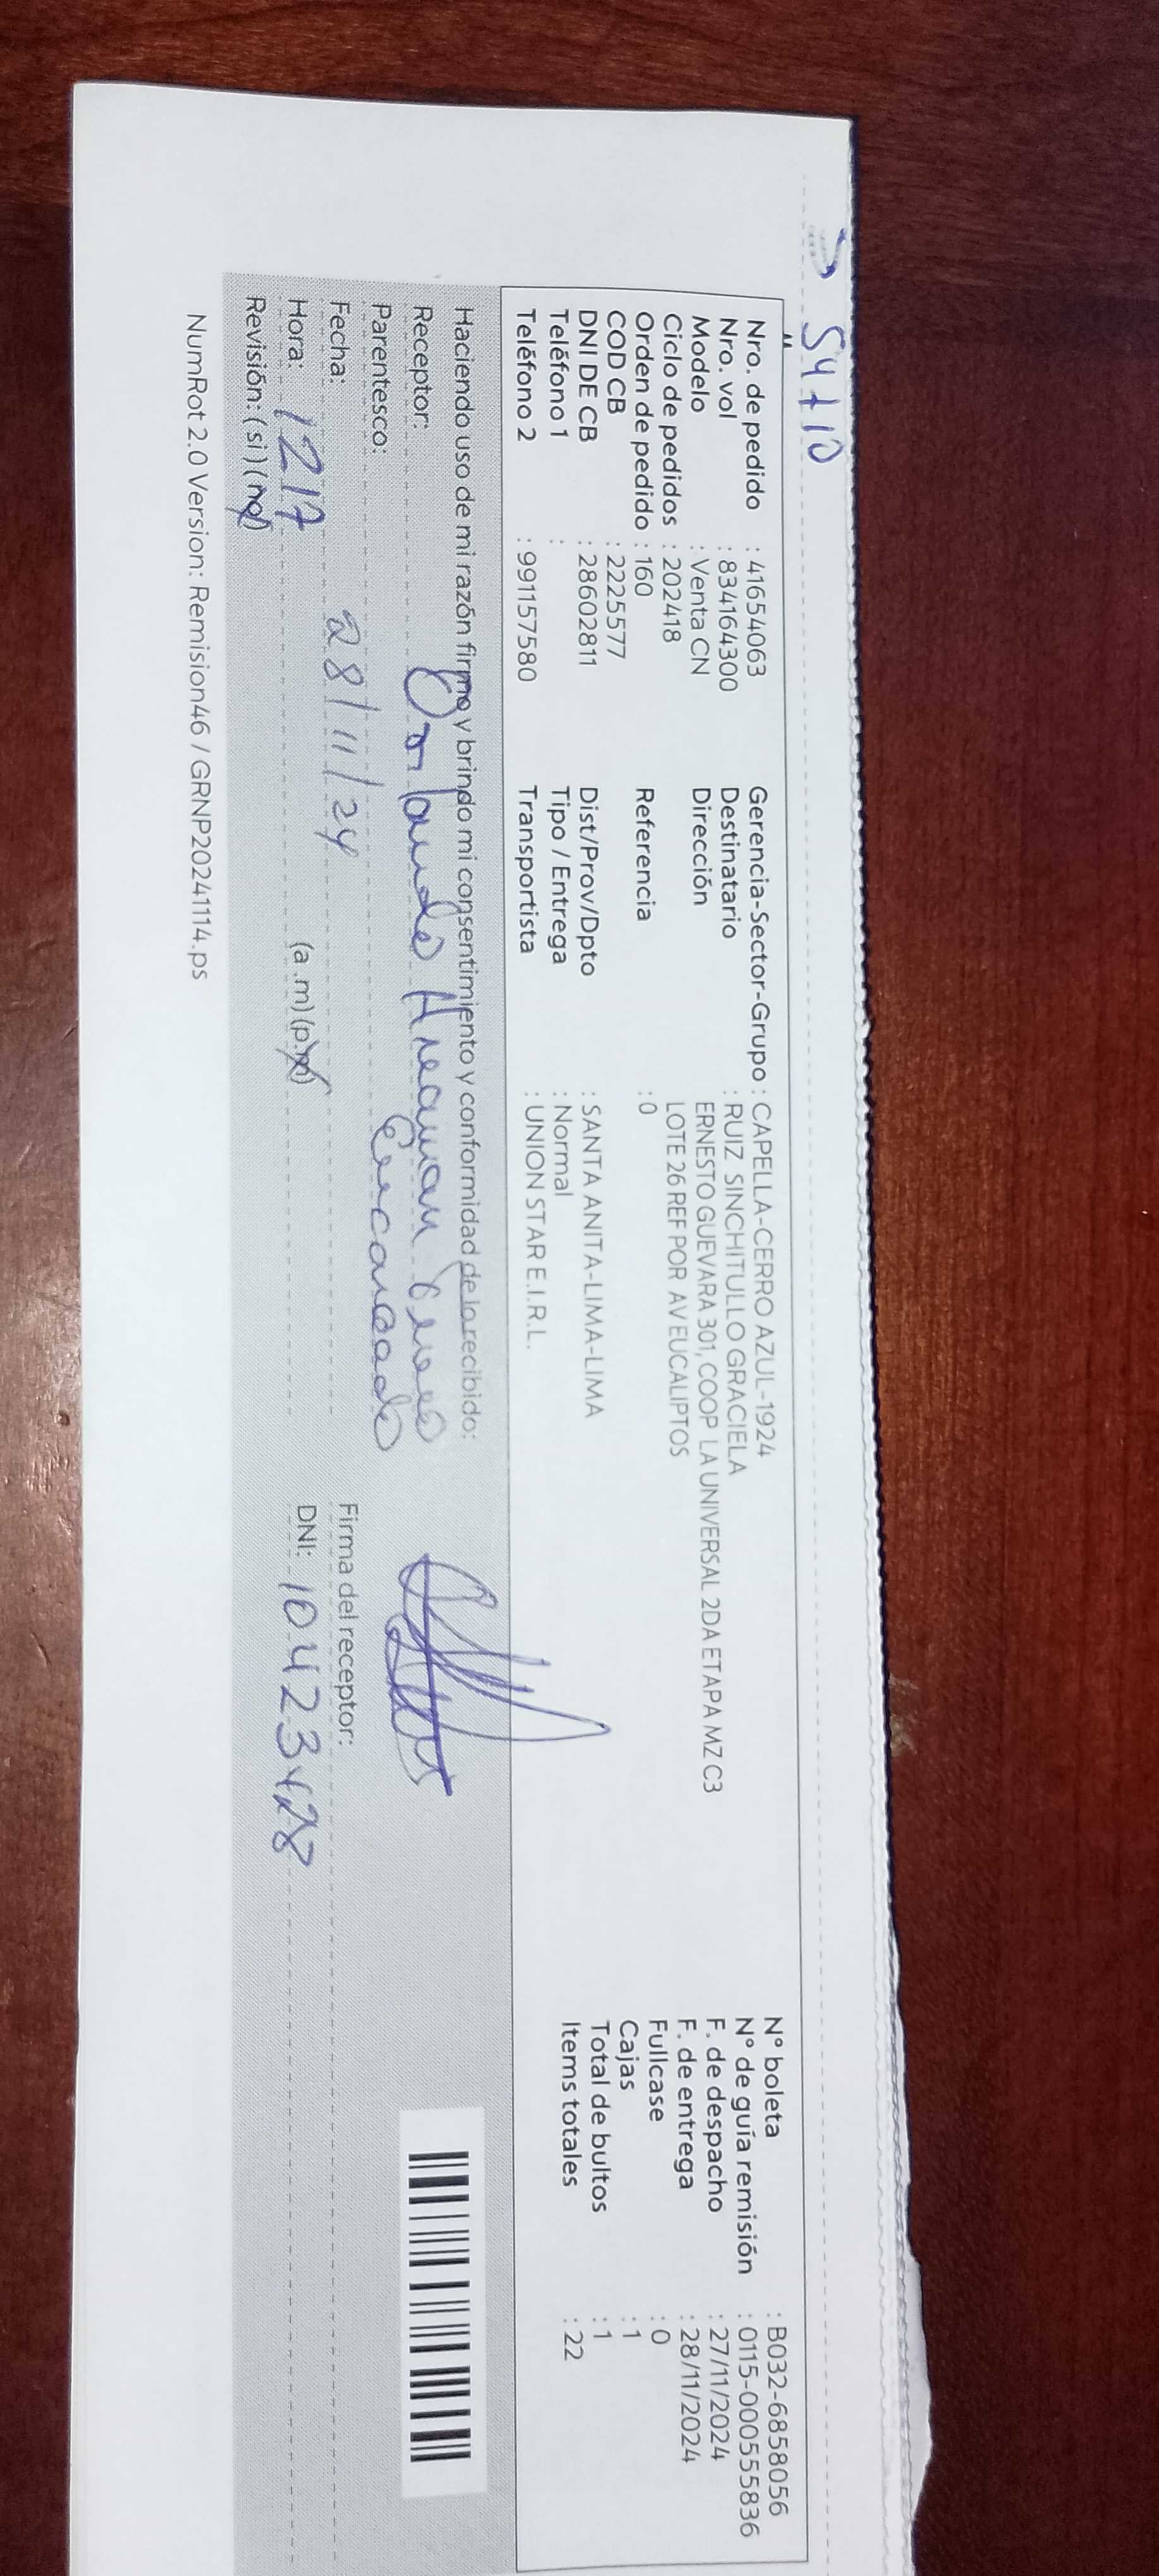 S4+10
Nro. de pedido : 41654063
Nro. vol : 834164300
Modelo : Venta CN
Ciclo de pedidos : 202418
Orden de pedido : 160
COD CB : 2225577
DNI DE CB : 28602811
Teléfono 1 :
Teléfono 2 : 991157580
Gerencia-Sector-Grupo : CAPELLA-CERRO AZUL-1924
Destinatario : RUIZ SINCHITULLO GRACIELA
Dirección ERNESTO GUEVARA 301, COOP LA UNIVERSAL 2DA ETAPA MZ C3
LOTE 26 REF POR AV EUCALIPTOS
Referencia : 0
Dist/Prov/Dpto : SANTA ANITA-LIMA-LIMA
Tipo / Entrega : Normal
Transportista : UNION STAR E.I.R.L.
N° boleta : B032-6858056
N° de guía remisión : 0115-000555836
F. de despacho : 27/11/2024
F. de entrega : 28/11/2024
Fullcase : 0
Cajas : 1
Total de bultos : 1
Items totales : 22
Haciendo uso de mi razón firmo y brindo mi consentimiento y conformidad de lo recibido:
Receptor: Orlando Huaman
Parentesco: Encargado
Fecha: 28/11/24
Hora: 1217 (a.m) (p.m)
Revisión: (si) (no)
Firma del receptor:
DNI: 10423428
NumRot 2.0 Version: Remision46 / GRNP20241114.ps